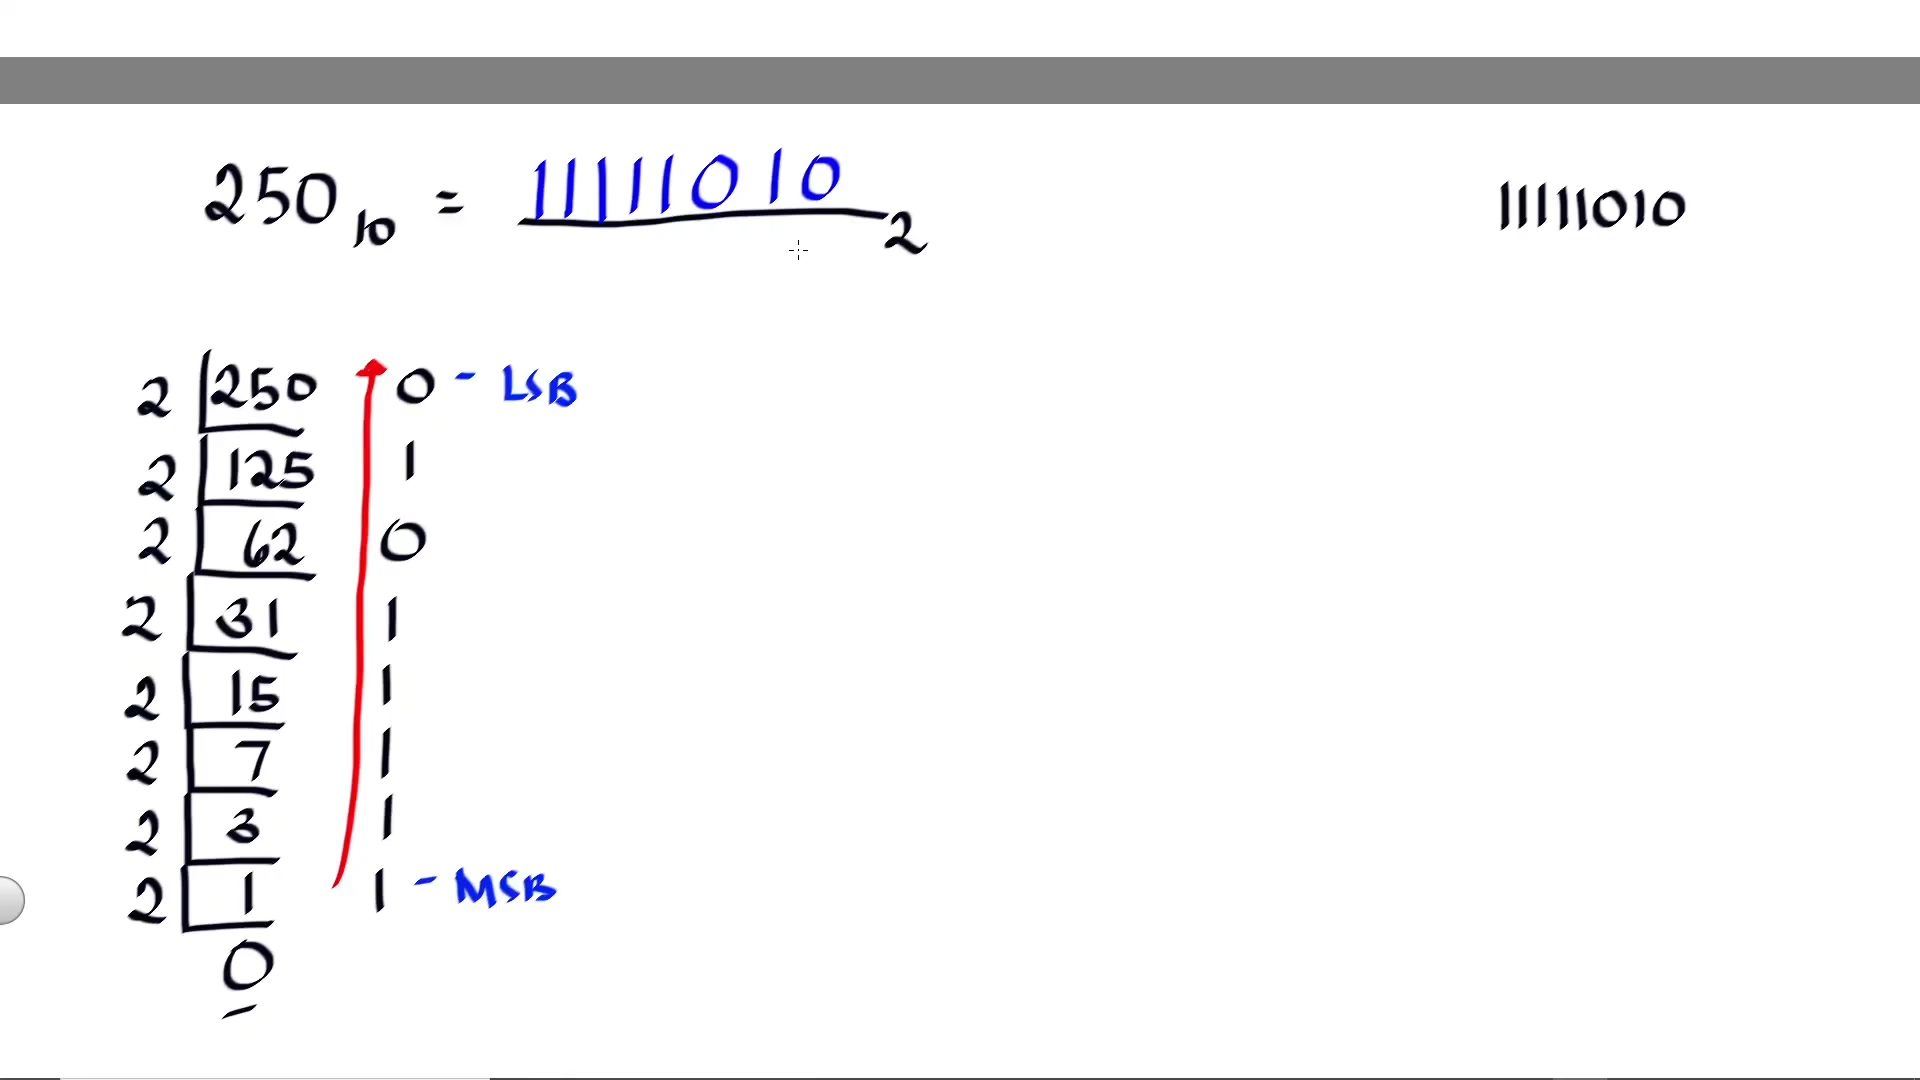 250₁₀ = 11111010₂
11111010
2 250 0 - LSB
2 125 1
2 62 0
2 31 1
2 15 1
2 7 1
2 3 1
2 1 1 - MSB
0